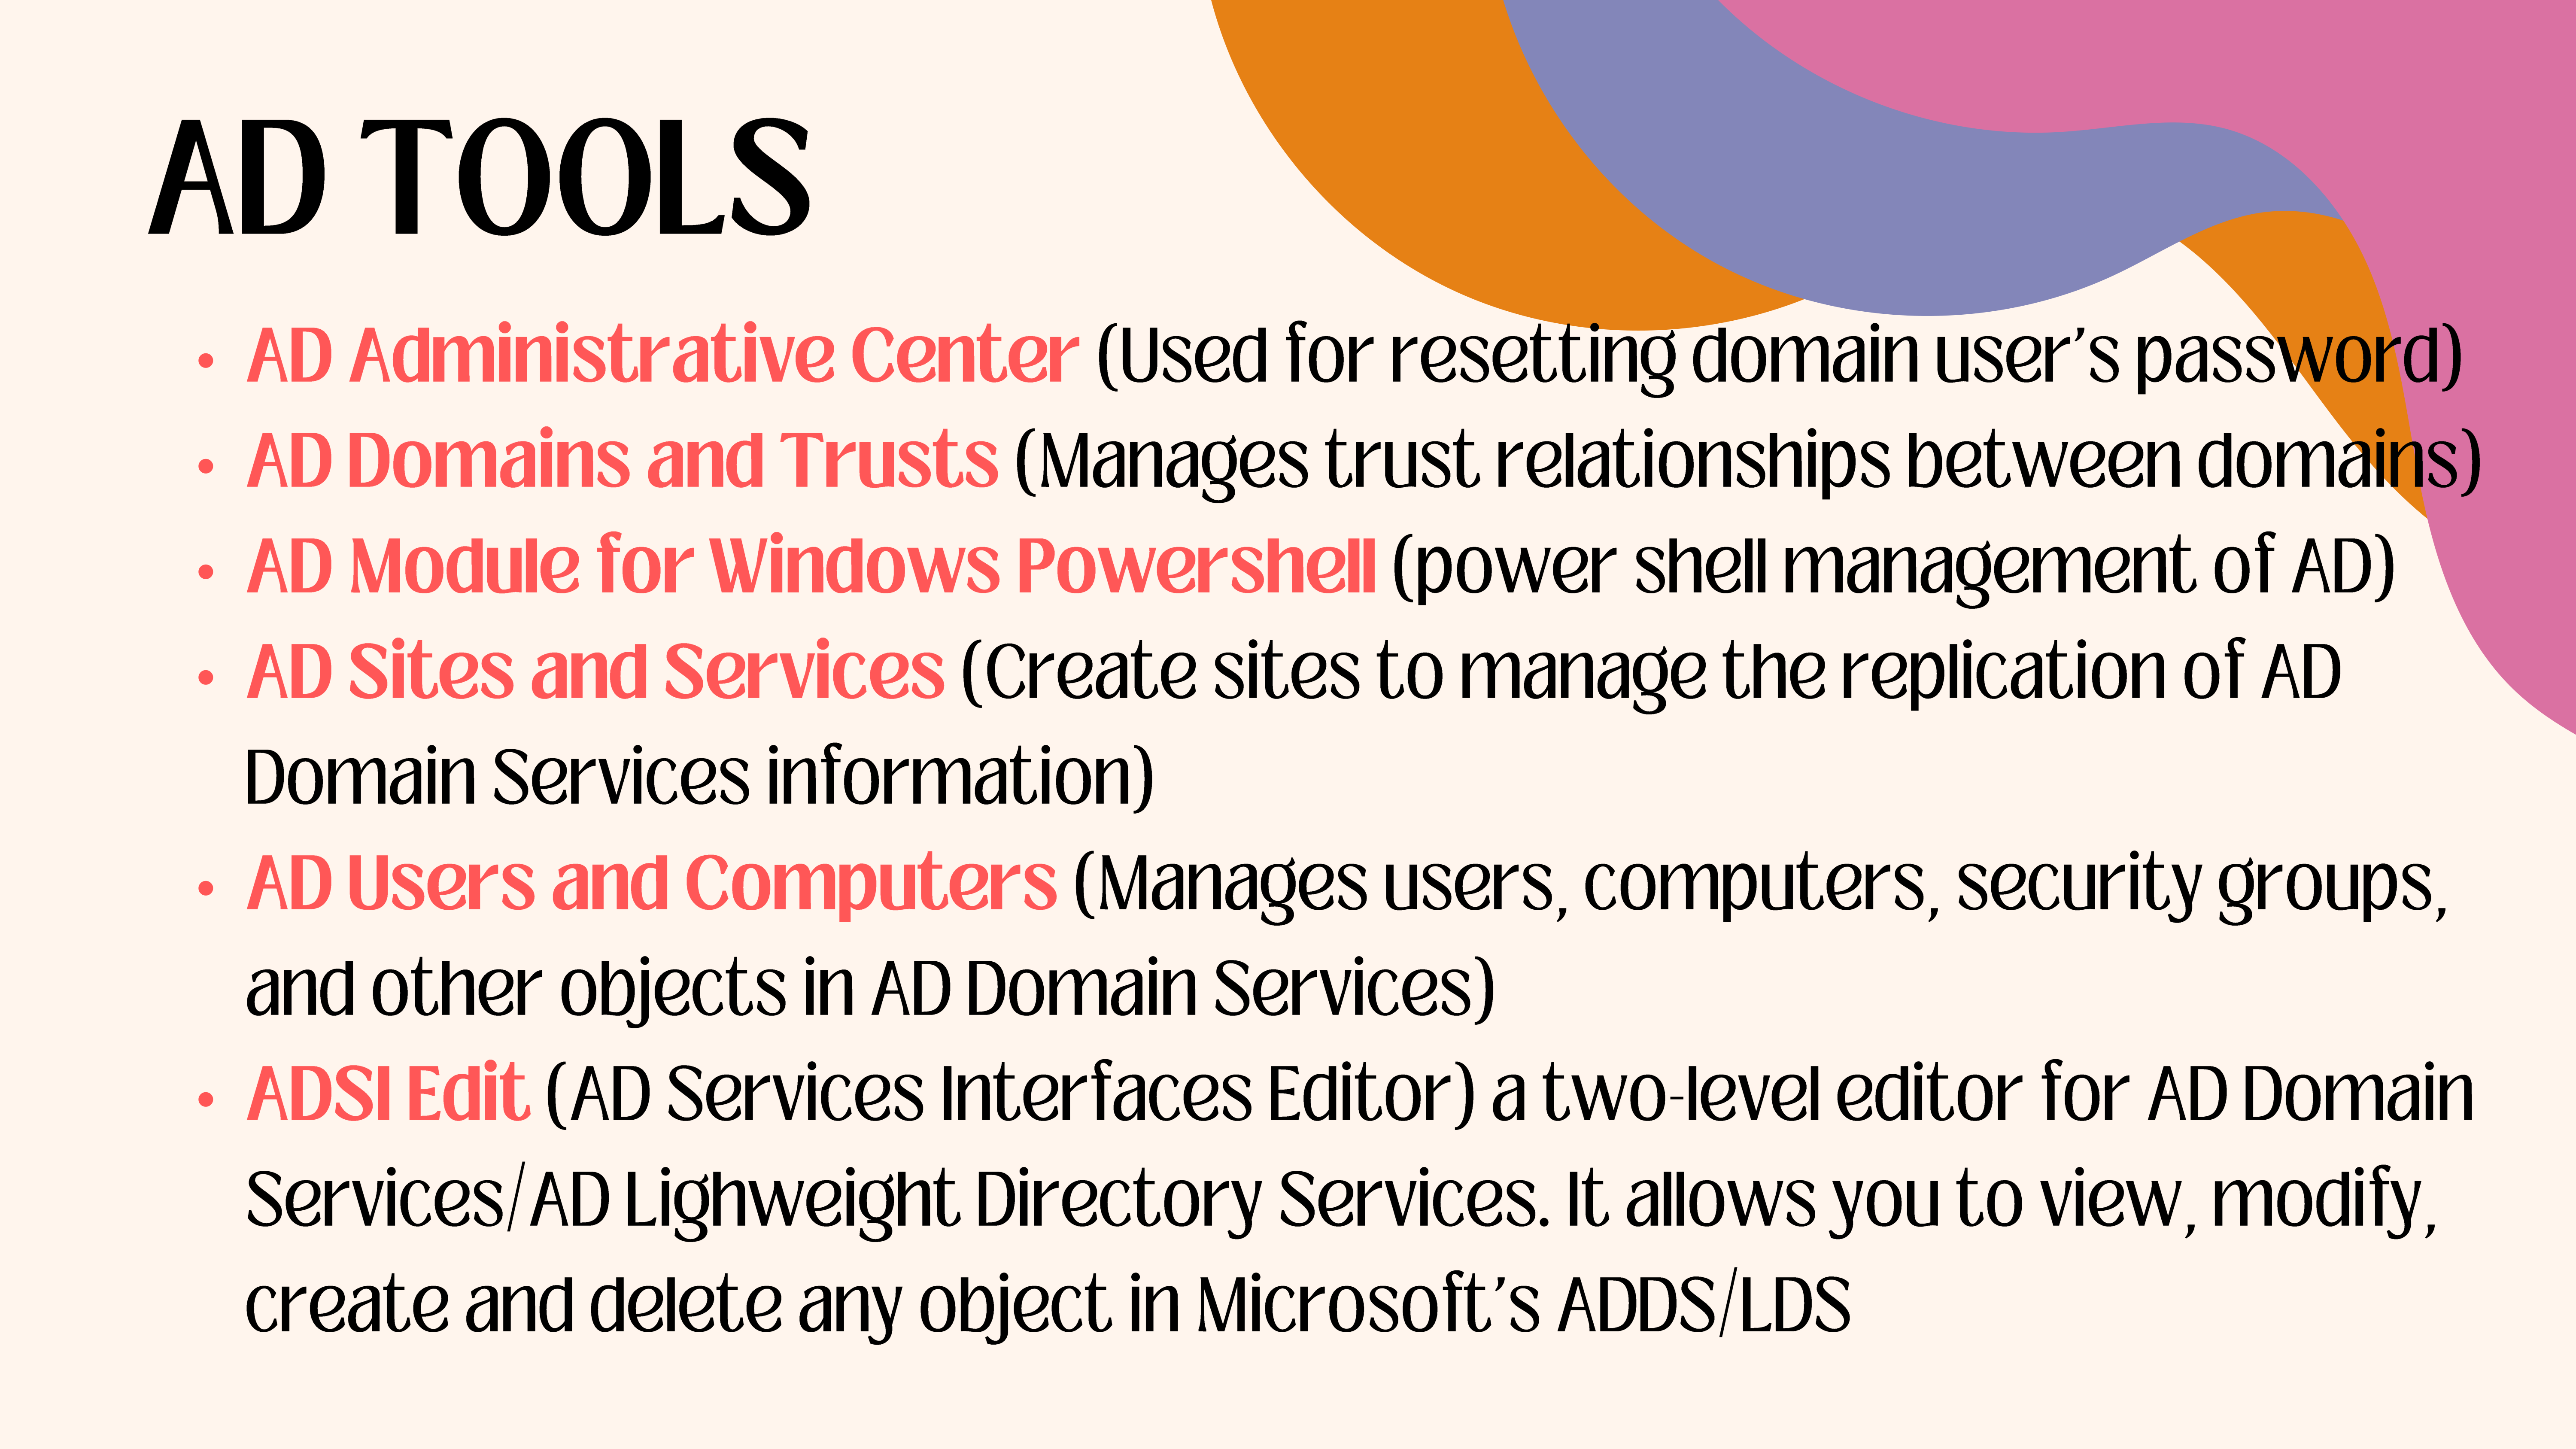 AD TOOLS
• AD Administrative Center (Used for resetting domain user’s password)
• AD Domains and Trusts (Manages trust relationships between domains)
• AD Module for Windows Powershell (power shell management of AD)
• AD Sites and Services (Create sites to manage the replication of AD
Domain Services information)
• AD Users and Computers (Manages users, computers, security groups,
and other objects in AD Domain Services)
• ADSI Edit (AD Services Interfaces Editor) a two-level editor for AD Domain
Services/AD Lighweight Directory Services. It allows you to view, modify,
create and delete any object in Microsoft’s ADDS/LDS